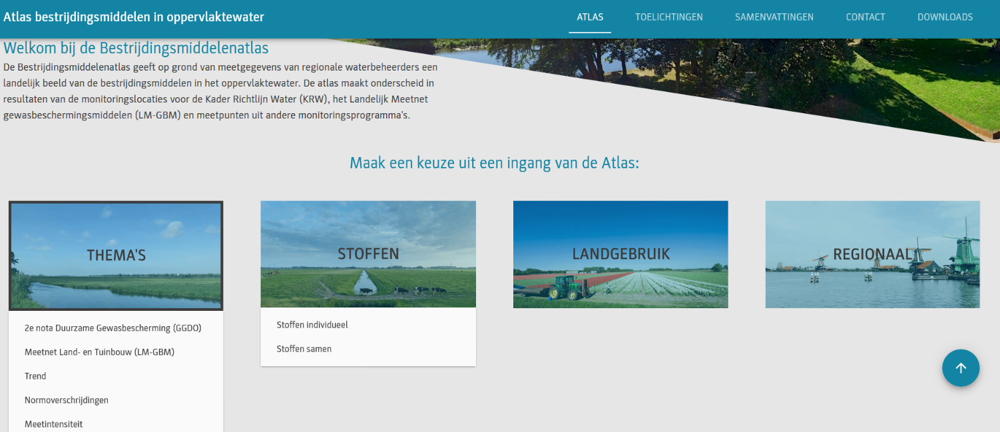 Atlas bestrijdingsmiddelen in oppervlaktewater
ATLAS
TOELICHTINGEN
SAMENVATTINGEN
CONTACT
DOWNLOADS
Welkom bij de Bestrijdingsmiddelenatlas
De Bestrijdingsmiddelenatlas geeft op grond van meetgegevens van regionale waterbeheerders een
landelijk beeld van de bestrijdingsmiddelen in het oppervlaktewater. De atlas maakt onderscheid in
resultaten van de monitoringslocaties voor de Kader Richtlijn Water (KRW), het Landelijk Meetnet
gewasbeschermingsmiddelen (LM-GBM) en meetpunten uit andere monitoringsprogramma's.
Maak een keuze uit een ingang van de Atlas:
THEMA'S
2e nota Duurzame Gewasbescherming (GGDO)
Meetnet Land- en Tuinbouw (LM-GBM)
Trend
Normoverschrijdingen
Meetintensiteit
STOFFEN
Stoffen individueel
Stoffen samen
LANDGEBRUIK
REGIONAAL